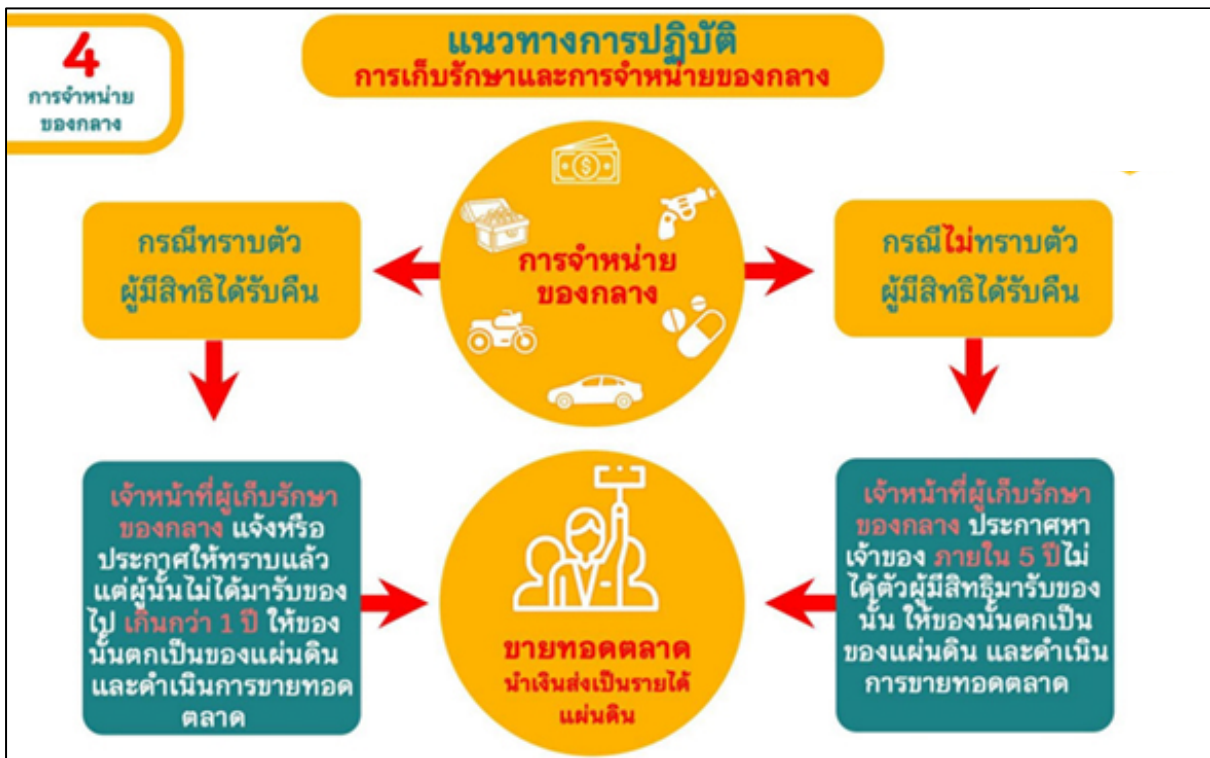 4
การจำหน่าย
ของกลาง
แนวทางการปฏิบัติ
การเก็บรักษาและการจำหน่ายของกลาง
กรณีทราบตัว
ผู้มีสิทธิได้รับคืน
การจำหน่าย
ของกลาง
กรณีไม่ทราบตัว
ผู้มีสิทธิได้รับคืน
เจ้าหน้าที่ผู้เก็บรักษา
ของกลาง แจ้งหรือ
ประกาศให้ทราบแล้ว
แต่ผู้นั้นไม่ได้มารับของ
ไป เกินกว่า 1 ปี ให้ของ
นั้นตกเป็นของแผ่นดิน
และดำเนินการขายทอด
ตลาด
ขายทอดตลาด
นำเงินส่งเป็นรายได้
แผ่นดิน
เจ้าหน้าที่ผู้เก็บรักษา
ของกลาง ประกาศหา
เจ้าของ ภายใน 5 ปีไม่
ได้ตัวผู้มีสิทธิมารับของ
นั้น ให้ของนั้นตกเป็น
ของแผ่นดิน และดำเนิน
การขายทอดตลาด